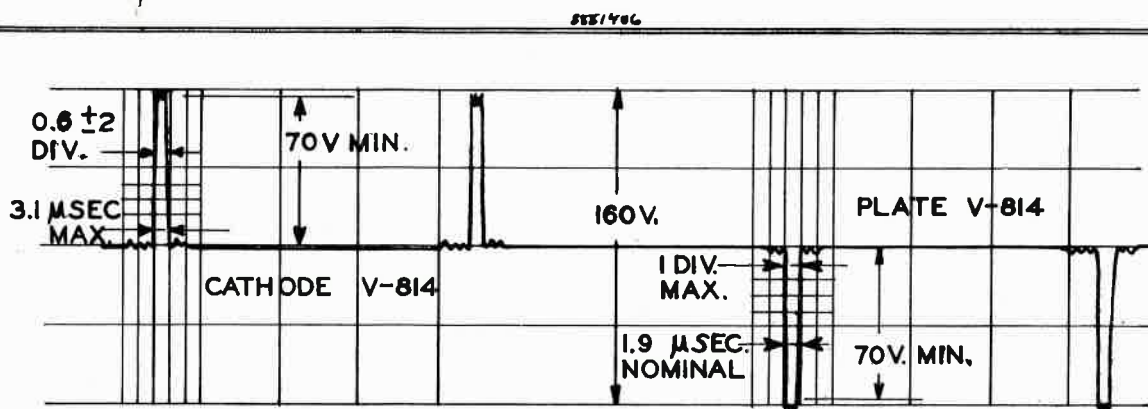 0.6 ±2
DIV.
70V MIN.
3.1 μSEC
MAX
CATHODE V-814
160V.
PLATE V-814
1 DIV.
MAX.
1.9 μSEC.
NOMINAL
70V. MIN.